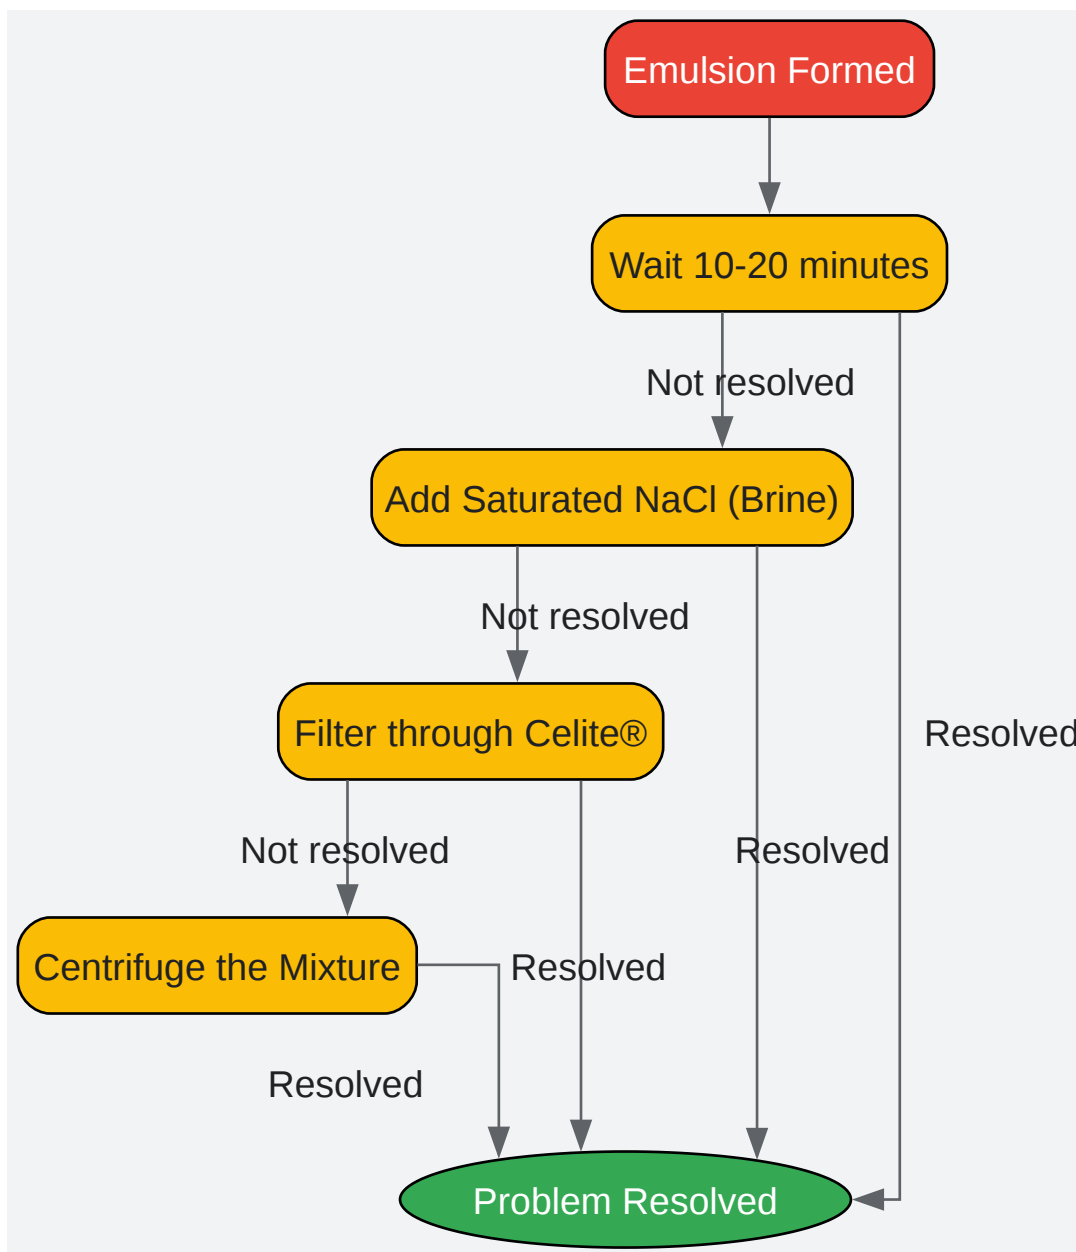 Emulsion Formed
Wait 10-20 minutes
Not resolved
Add Saturated NaCl (Brine)
Not resolved
Filter through Celite®
Resolved
Not resolved
Resolved
Centrifuge the Mixture
Resolved
Resolved
Problem Resolved